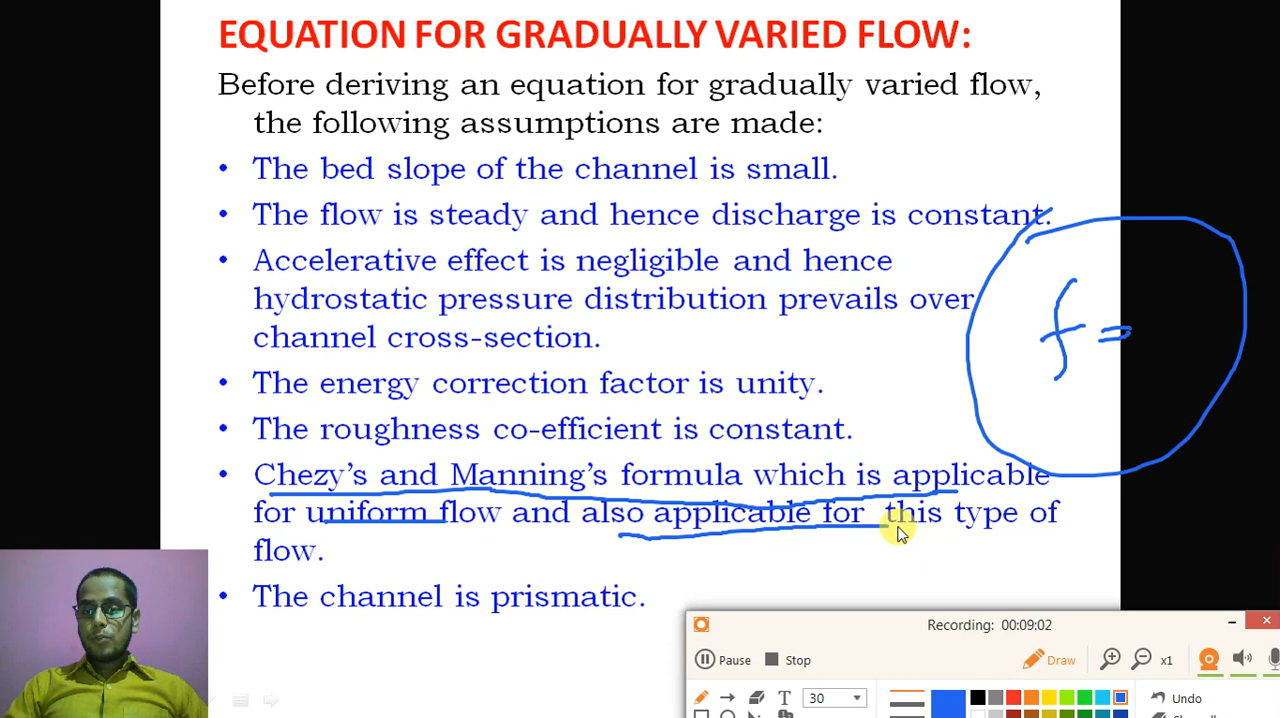 EQUATION FOR GRADUALLY VARIED FLOW:
Before deriving an equation for gradually varied flow,
the following assumptions are made:
• The bed slope of the channel is small.
• The flow is steady and hence discharge is constant.
• Accelerative effect is negligible and hence
hydrostatic pressure distribution prevails over
channel cross-section.
f =
• The energy correction factor is unity.
• The roughness co-efficient is constant.
• Chezy's and Manning's formula which is applicable
for uniform flow and also applicable for this type of
flow.
• The channel is prismatic.
Recording: 00:09:02
Pause Stop Draw x1
T 30 Undo